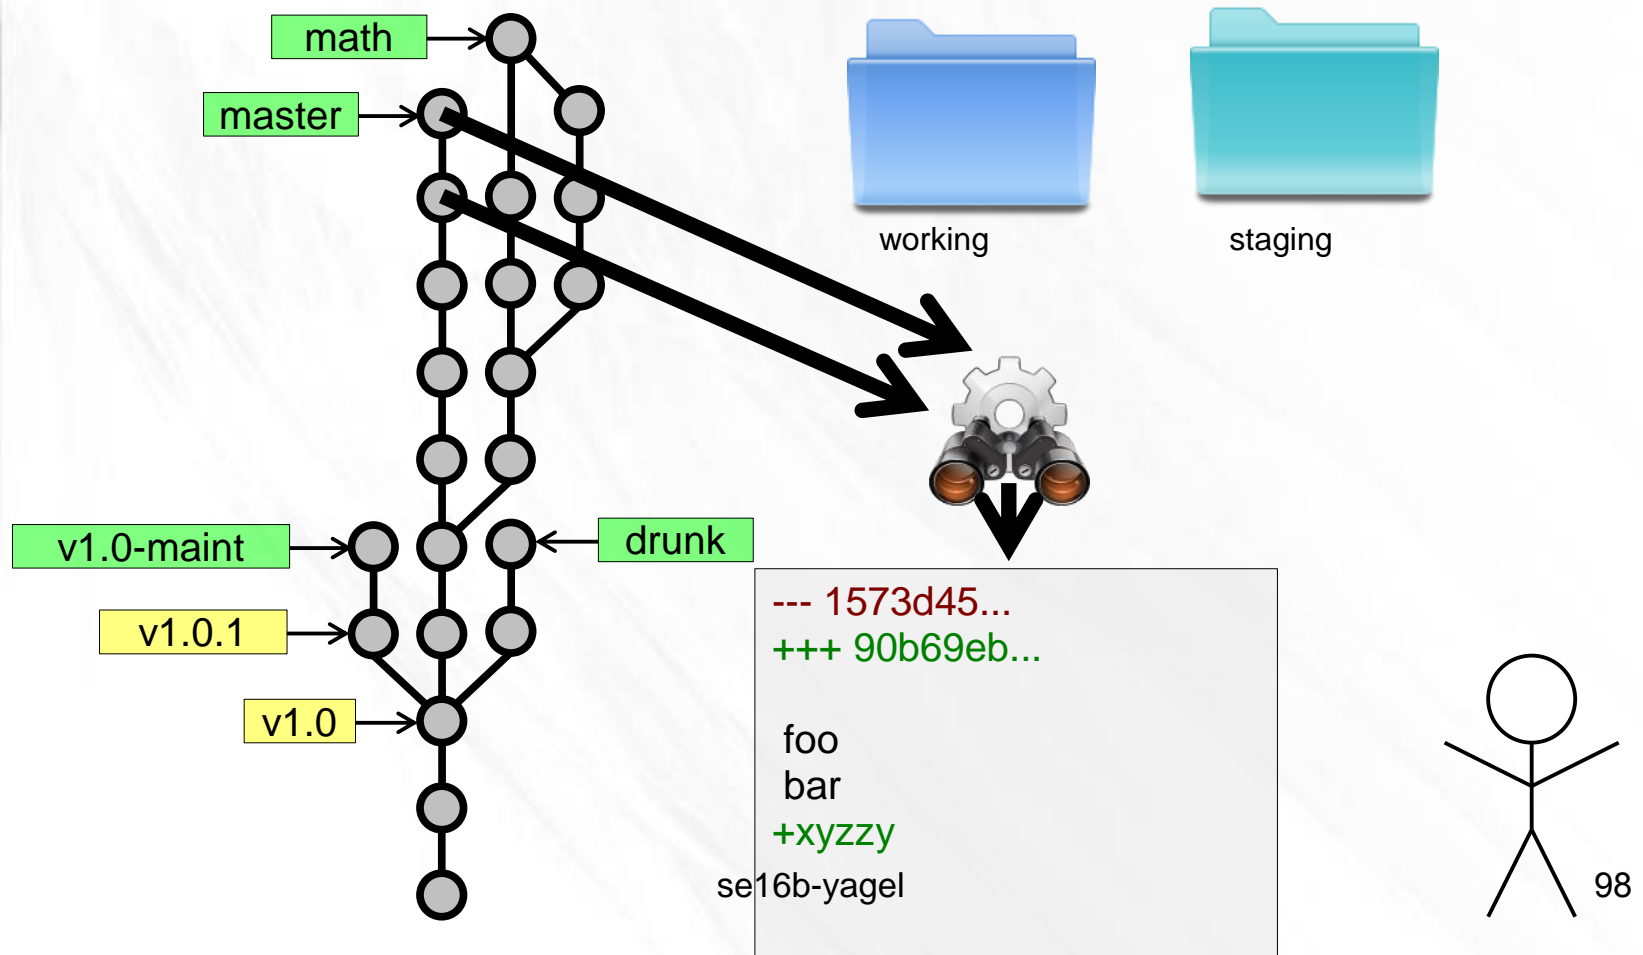 math
master
working
staging
v1.0-maint
drunk
v1.0.1
v1.0
--- 1573d45...
+++ 90b69eb...
foo
bar
+xyzzy
se16b-yagel
98